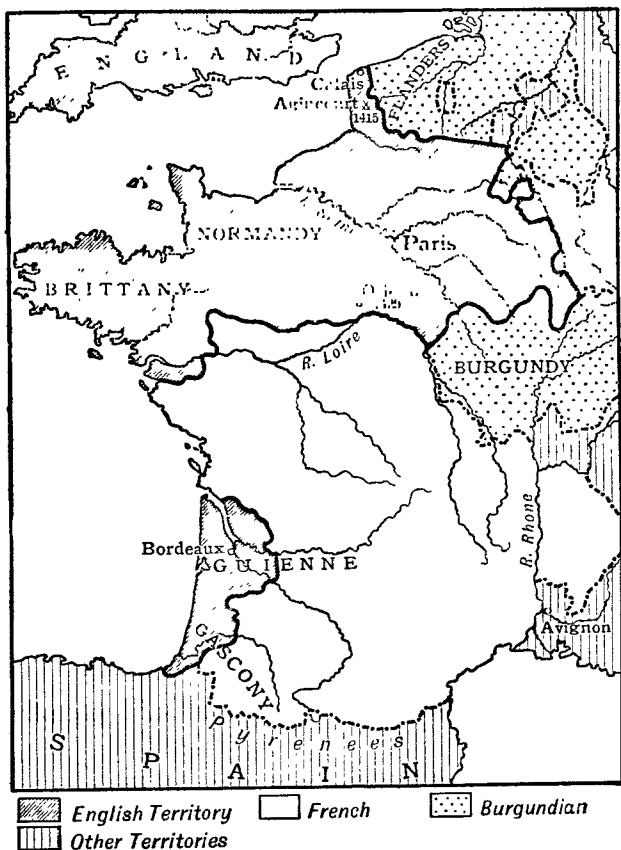 ENGLAND
Calais
Agincourt
1415
FLANDERS
NORMANDY
Paris
BRITTANY
R. Loire
BURGUNDY
R. Rhone
Bordeaux
GUIENNE
GASCONY
Avignon
Pyrenees
SPAIN
English Territory
French
Burgundian
Other Territories